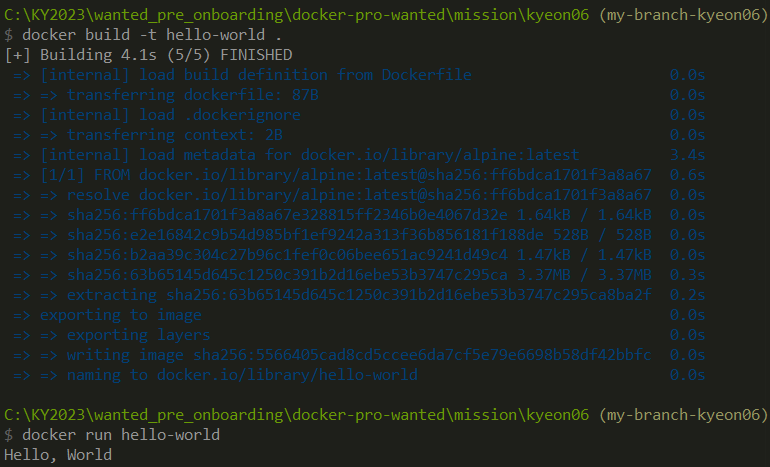 C:\KY2023\wanted_pre_onboarding\docker-pro-wanted\mission\kyeon06 (my-branch-kyeon06)
$ docker build -t hello-world .
[+] Building 4.1s (5/5) FINISHED
=> [internal] load build definition from Dockerfile 0.0s
=> => transferring dockerfile: 87B 0.0s
=> [internal] load .dockerignore 0.0s
=> => transferring context: 2B 0.0s
=> [internal] load metadata for docker.io/library/alpine:latest 3.4s
=> [1/1] FROM docker.io/library/alpine:latest@sha256:ff6bdca1701f3a8a67 0.6s
=> => resolve docker.io/library/alpine:latest@sha256:ff6bdca1701f3a8a67 0.0s
=> => sha256:ff6bdca1701f3a8a67e328815ff2346b0e4067d32e 1.64kB / 1.64kB 0.0s
=> => sha256:e2e16842c9b54d985bf1ef9242a313f36b856181f188de 528B / 528B 0.0s
=> => sha256:b2aa39c304c27b96c1fef0c06bee651ac9241d49c4 1.47kB / 1.47kB 0.0s
=> => sha256:63b65145d645c1250c391b2d16ebe53b3747c295ca 3.37MB / 3.37MB 0.3s
=> => extracting sha256:63b65145d645c1250c391b2d16ebe53b3747c295ca8ba2f 0.2s
=> exporting to image 0.0s
=> => exporting layers 0.0s
=> => writing image sha256:5566405cad8cd5ccee6da7cf5e79e6698b58df42bbfc 0.0s
=> => naming to docker.io/library/hello-world 0.0s
C:\KY2023\wanted_pre_onboarding\docker-pro-wanted\mission\kyeon06 (my-branch-kyeon06)
$ docker run hello-world
Hello, World